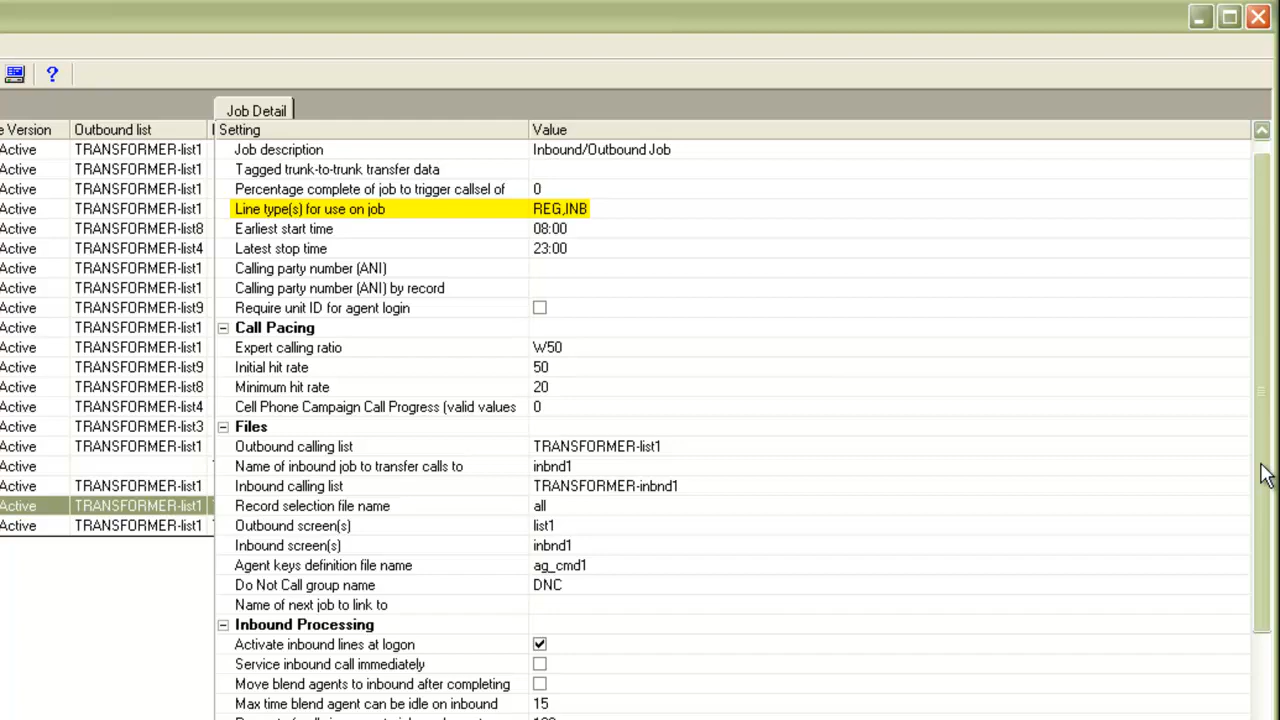 Job Detail
e Version Outbound list Setting Value
Active TRANSFORMER-list1 Job description Inbound/Outbound Job
Active TRANSFORMER-list1 Tagged trunk-to-trunk transfer data
Active TRANSFORMER-list1 Percentage complete of job to trigger callsel of 0
Active TRANSFORMER-list1 Line type(s) for use on job REG,INB
Active TRANSFORMER-list8 Earliest start time 08:00
Active TRANSFORMER-list4 Latest stop time 23:00
Active TRANSFORMER-list1 Calling party number (ANI)
Active TRANSFORMER-list1 Calling party number (ANI) by record
Active TRANSFORMER-list9 Require unit ID for agent login
Active TRANSFORMER-list1 Call Pacing
Active TRANSFORMER-list1 Expert calling ratio W50
Active TRANSFORMER-list9 Initial hit rate 50
Active TRANSFORMER-list8 Minimum hit rate 20
Active TRANSFORMER-list4 Cell Phone Campaign Call Progress (valid values 0
Active TRANSFORMER-list3 Files
Active TRANSFORMER-list1 Outbound calling list TRANSFORMER-list1
Active Name of inbound job to transfer calls to inbnd1
Active TRANSFORMER-list1 Inbound calling list TRANSFORMER-inbnd1
Active TRANSFORMER-list1 Record selection file name all
Active TRANSFORMER-list1 Outbound screen(s) list1
Inbound screen(s) inbnd1
Agent keys definition file name ag_cmd1
Do Not Call group name DNC
Name of next job to link to
Inbound Processing
Activate inbound lines at logon
Service inbound call immediately
Move blend agents to inbound after completing
Max time blend agent can be idle on inbound 15